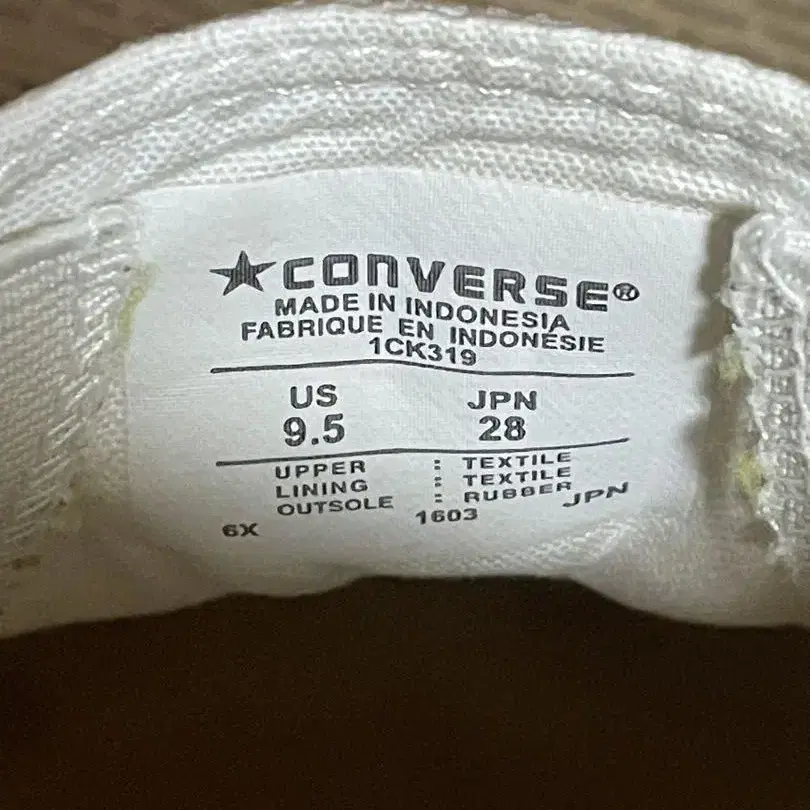 ★CONVERSE®
MADE IN INDONESIA
FABRIQUE EN INDONÉSIE
1CK319
US JPN
9.5 28
UPPER : TEXTILE
LINING : TEXTILE
OUTSOLE : RUBBER JPN
6X 1603